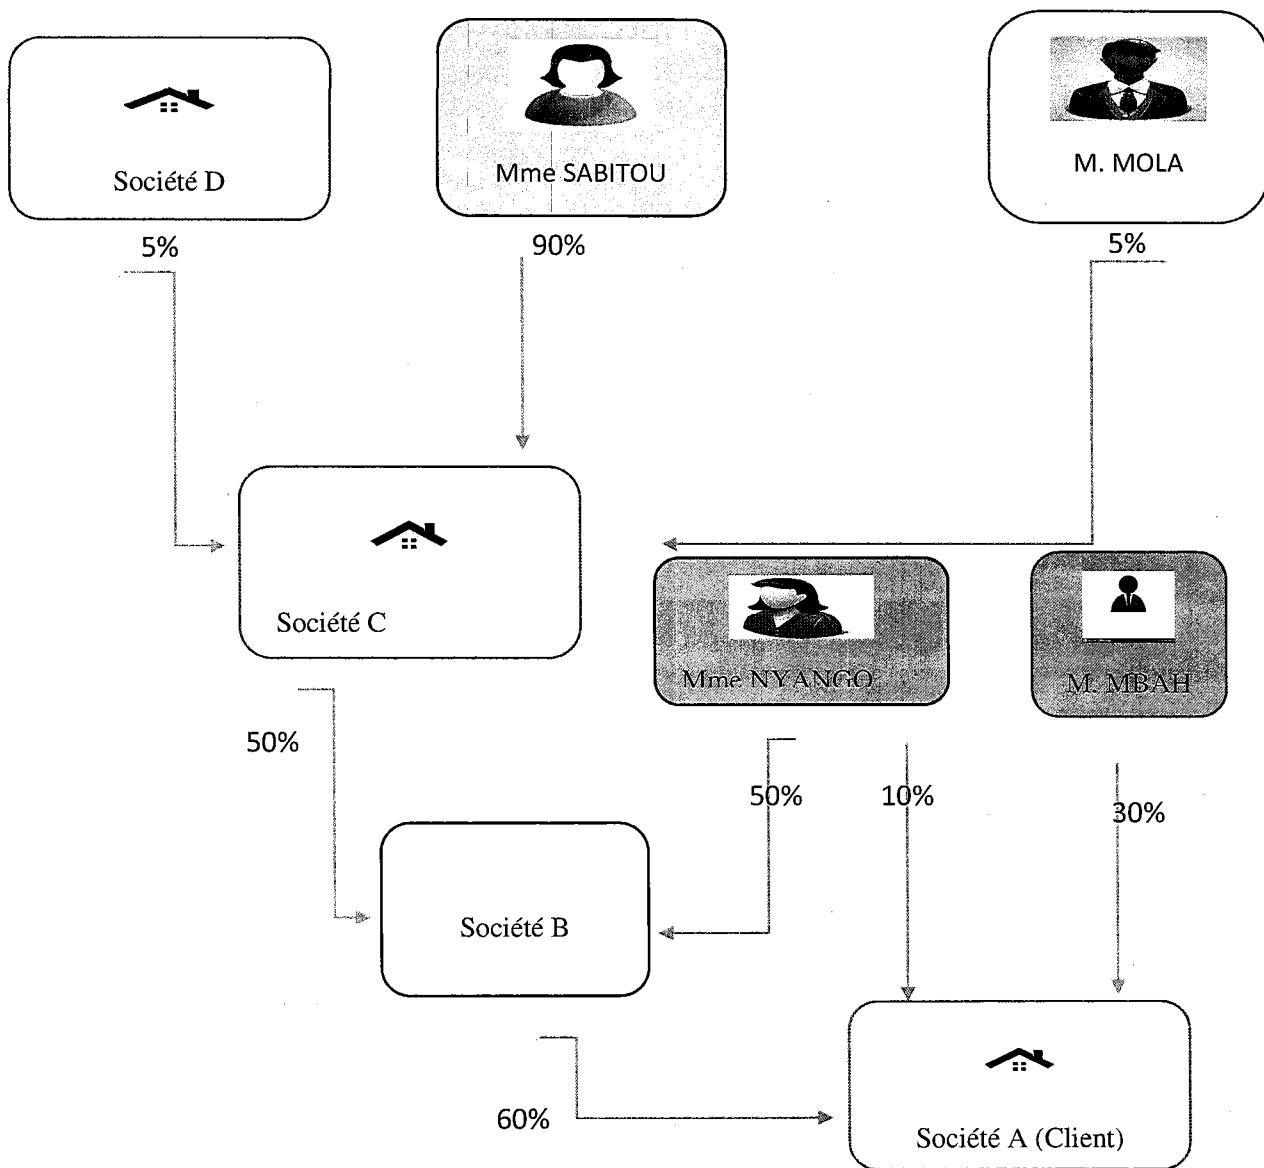 Société D
Mme SABITOU
M. MOLA
5%
90%
5%
Société C
Mme NYANGO
M. MBAH
50%
50%
10%
30%
Société B
60%
Société A (Client)